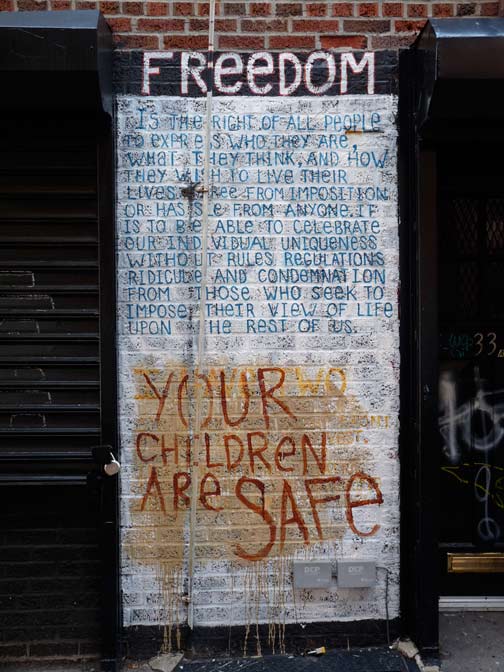 FReeDOM
IS THE RIGHT OF ALL PEOPLE
TO EXPRESS WHO THEY ARE,
WHAT THEY THINK, AND HOW
THEY WISH TO LIVE THEIR
LIVES FREE FROM IMPOSITION
OR HASSLE FROM ANYONE. IT
IS TO BE ABLE TO CELEBRATE
OUR INDIVIDUAL UNIQUENESS
WITHOUT RULES REGULATIONS
RIDICULE AND CONDEMNATION
FROM THOSE WHO SEEK TO
IMPOSE THEIR VIEW OF LIFE
UPON THE REST OF US.
YOUR
CHILDREN
ARe SAFe
DCP
DCP
33